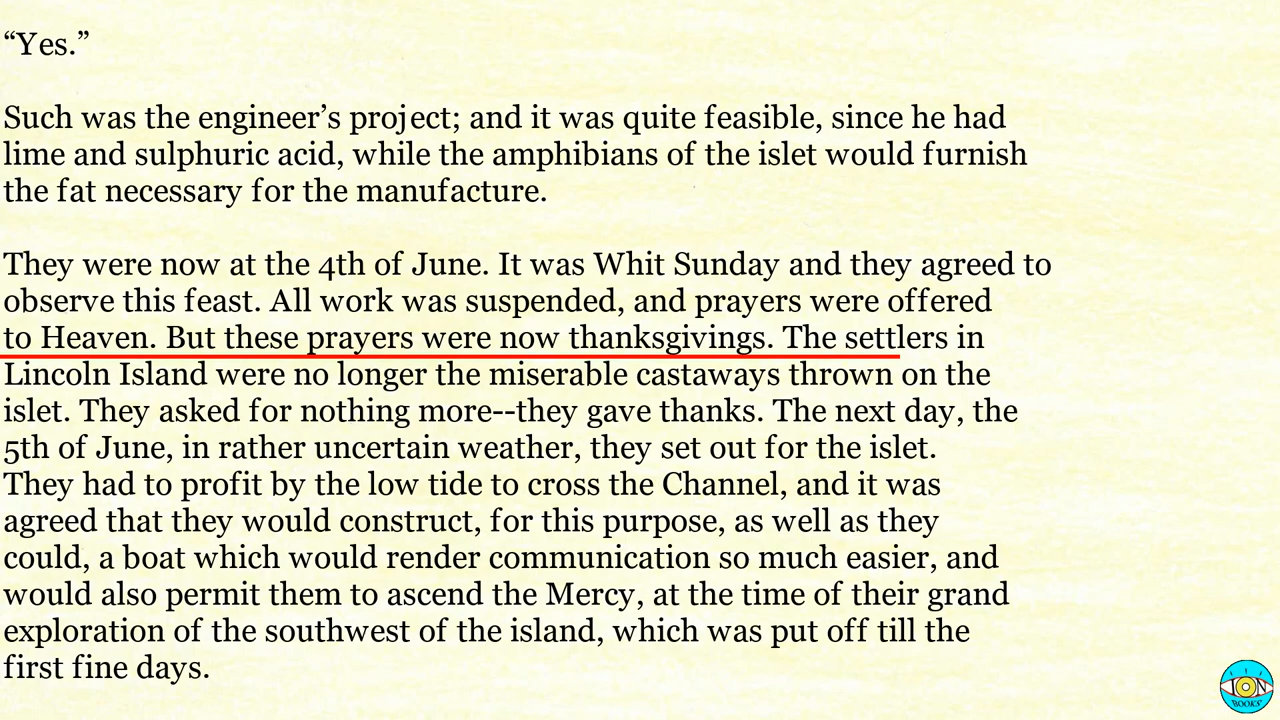 “Yes.”
Such was the engineer’s project; and it was quite feasible, since he had
lime and sulphuric acid, while the amphibians of the islet would furnish
the fat necessary for the manufacture.
They were now at the 4th of June. It was Whit Sunday and they agreed to
observe this feast. All work was suspended, and prayers were offered
to Heaven. But these prayers were now thanksgivings. The settlers in
Lincoln Island were no longer the miserable castaways thrown on the
islet. They asked for nothing more--they gave thanks. The next day, the
5th of June, in rather uncertain weather, they set out for the islet.
They had to profit by the low tide to cross the Channel, and it was
agreed that they would construct, for this purpose, as well as they
could, a boat which would render communication so much easier, and
would also permit them to ascend the Mercy, at the time of their grand
exploration of the southwest of the island, which was put off till the
first fine days.
ION
BOOKS